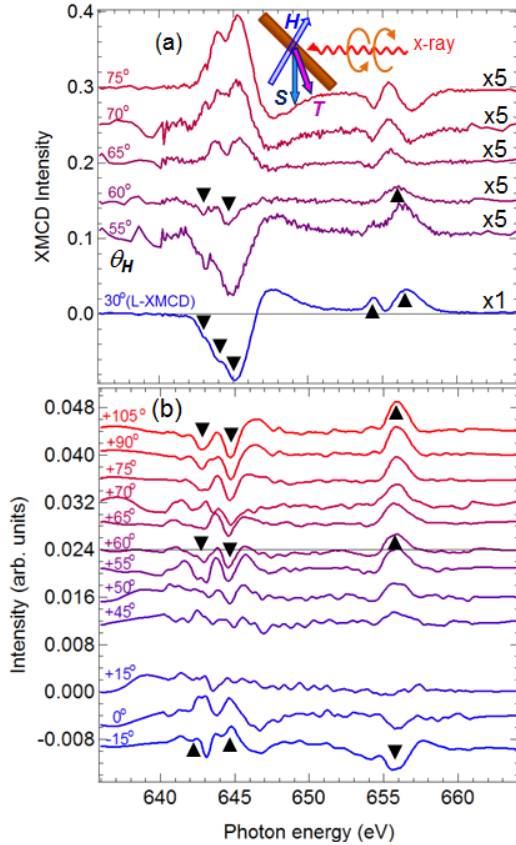 (a)
H
x-ray
S
T
0.4
0.3
0.2
0.1
0.0
XMCD Intensity
75°
x5
70°
x5
65°
x5
60°
x5
55°
x5
θH
30°(L-XMCD)
x1
(b)
0.048
0.040
0.032
0.024
0.016
0.008
0.000
-0.008
Intensity (arb. units)
+105°
+90°
+75°
+70°
+65°
+60°
+55°
+50°
+45°
+15°
0°
-15°
640 645 650 655 660
Photon energy (eV)